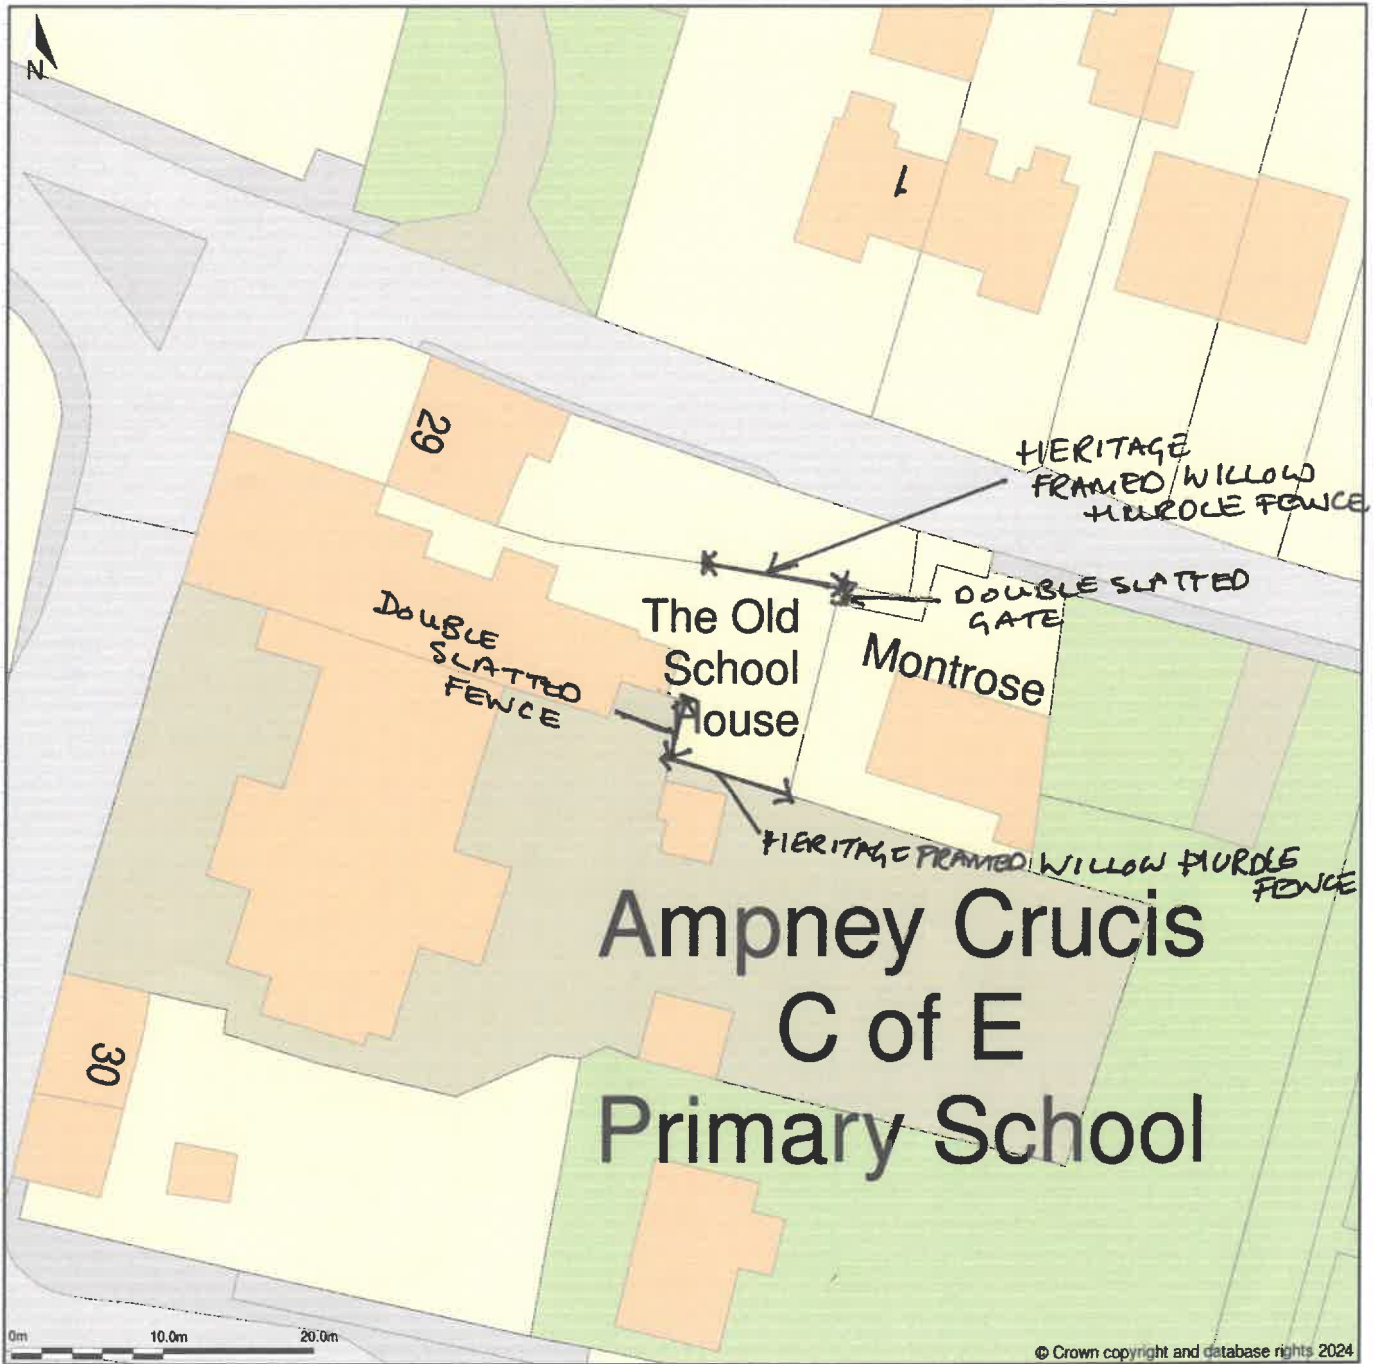 N
1
29
HERITAGE
FRAMED WILLOW
HURDLE FENCE
DOUBLE SLATTED
GATE
The Old
School
House
Montrose
DOUBLE
SLATTED
FENCE
HERITAGE FRAMED WILLOW HURDLE
FENCE
Ampney Crucis
C of E
Primary School
30
0m 10.0m 20.0m
© Crown copyright and database rights 2024